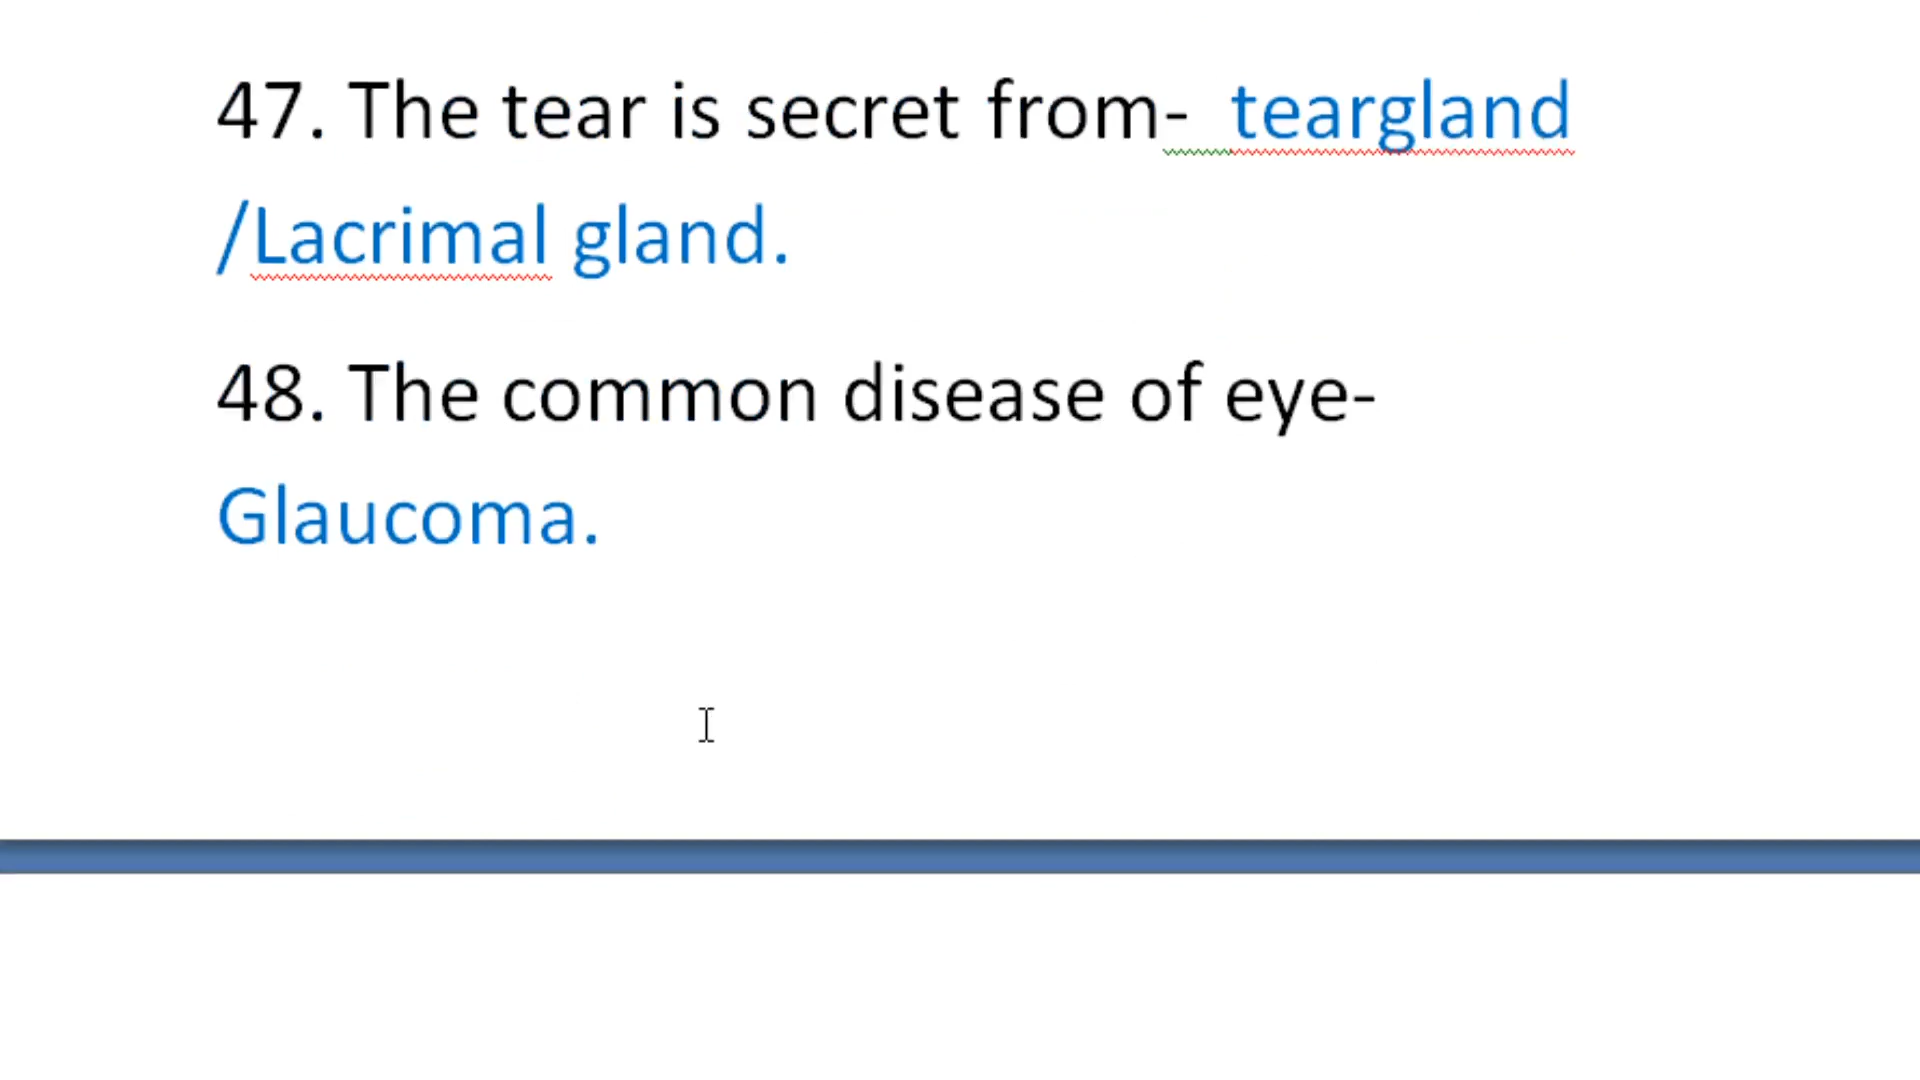 47. The tear is secret from-  teargland
/Lacrimal gland.
48. The common disease of eye-
Glaucoma.